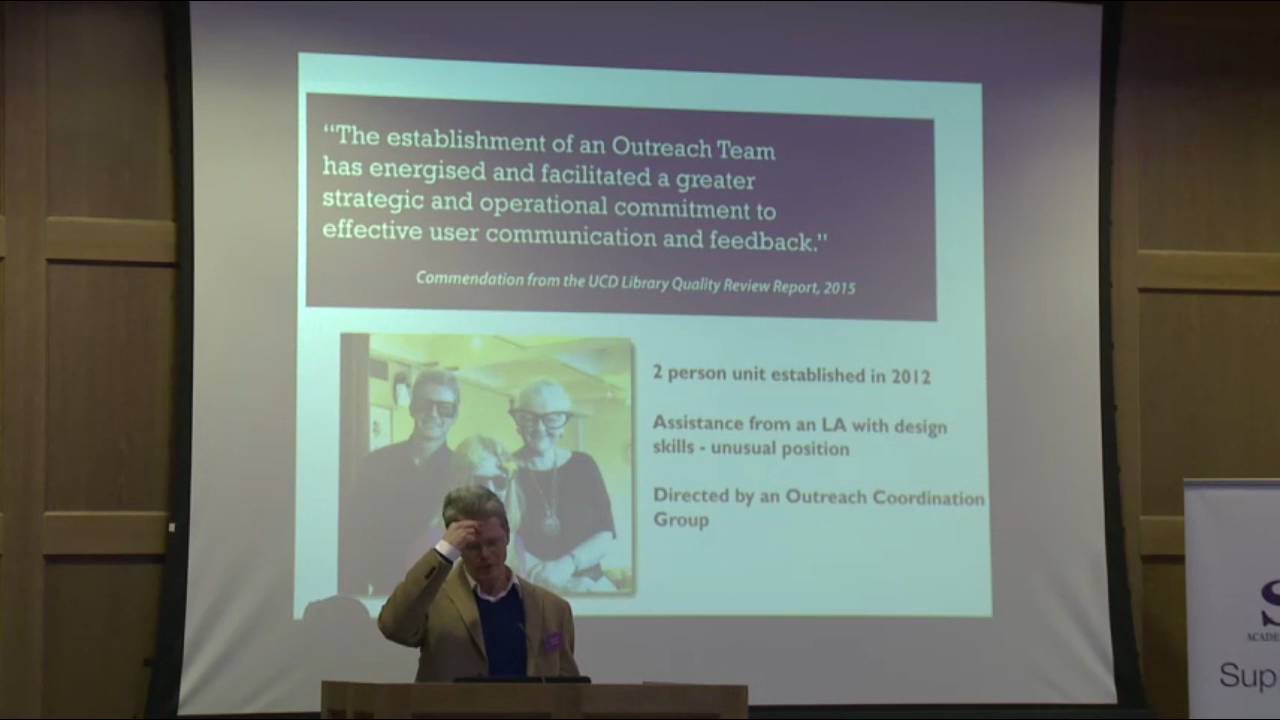 “The establishment of an Outreach Team
has energised and facilitated a greater
strategic and operational commitment to
effective user communication and feedback.”
Commendation from the UCD Library Quality Review Report, 2015
2 person unit established in 2012
Assistance from an LA with design
skills - unusual position
Directed by an Outreach Coordination
Group
S
ACADE
Sup